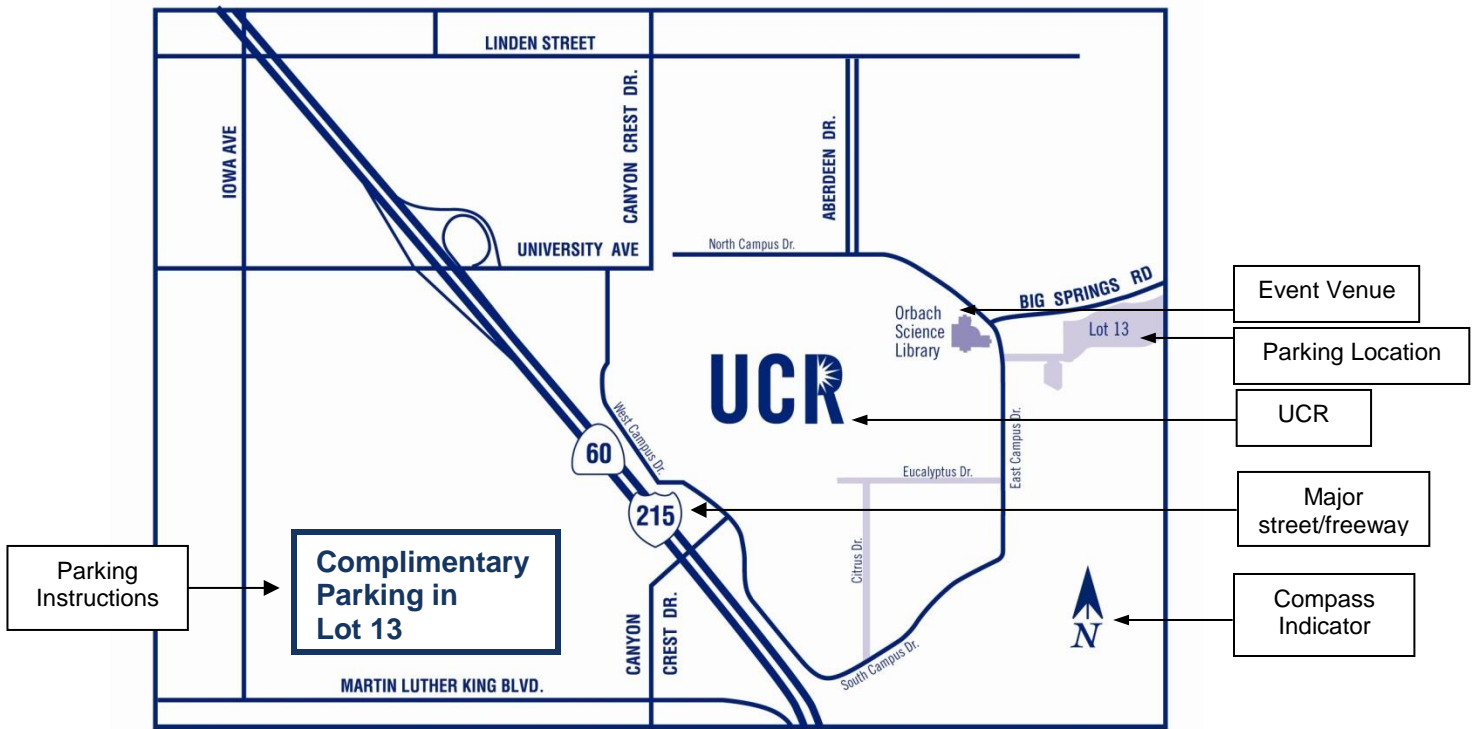 LINDEN STREET
IOWA AVE
CANYON CREST DR.
ABERDEEN DR.
UNIVERSITY AVE
North Campus Dr.
BIG SPRINGS RD
Orbach
Science
Library
Lot 13
UCR
West Campus Dr.
East Campus Dr.
60
215
Eucalyptus Dr.
Citrus Dr.
South Campus Dr.
Complimentary
Parking in
Lot 13
CANYON
CREST DR.
MARTIN LUTHER KING BLVD.
N
Parking
Instructions
Event Venue
Parking Location
UCR
Major
street/freeway
Compass
Indicator